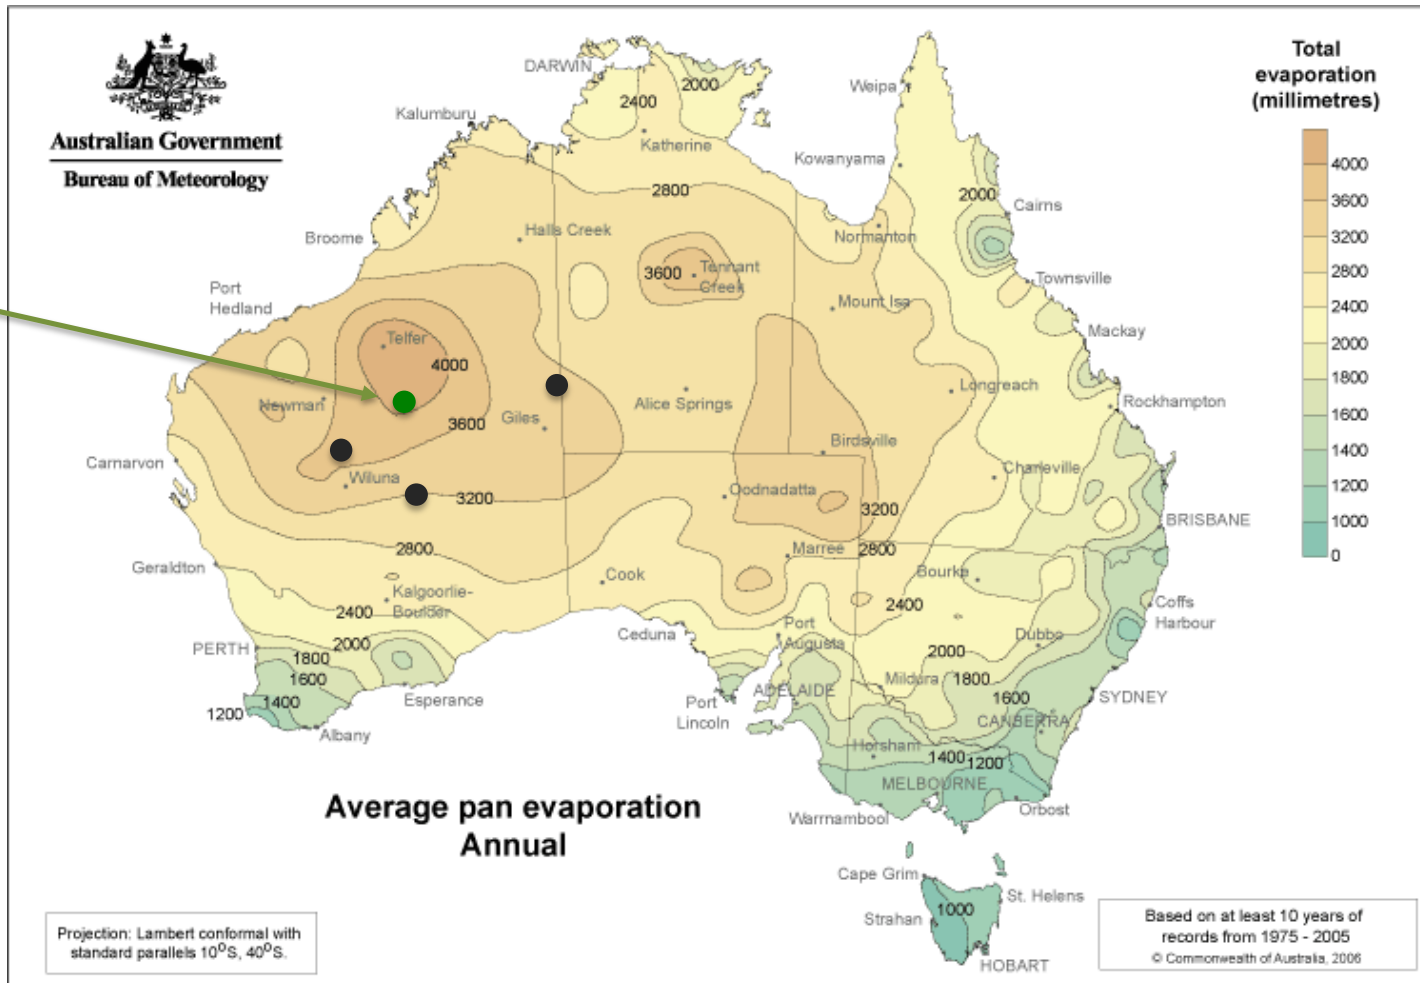 Australian Government
Bureau of Meteorology
Total
evaporation
(millimetres)
4000
3600
3200
2800
2400
2000
1800
1600
1400
1200
1000
0
DARWIN
2000
2400
Weipa
Kalumburu
Katherine
Kowanyama
2800
2000
Cairns
Broome
Halls Creek
Normanton
3600
Tennant
Creek
Townsville
Port
Hedland
Mount Isa
Telfer
Mackay
4000
1800
Newman
Alice Springs
Longreach
Rockhampton
3600
Giles
Birdsville
Carnarvon
Wiluna
Charleville
3200
Oodnadatta
3200
BRISBANE
2800
Marree
2800
Geraldton
Cook
Bourke
Kalgoorlie-
Boulder
2400
2400
Coffs
Harbour
PERTH
2000
Ceduna
Port
Augusta
Dubbo
1800
2000
1600
Mildura
1800
1400
Esperance
ADELAIDE
1600
SYDNEY
1200
Port
Lincoln
CANBERRA
Albany
Horsham
1400
1200
MELBOURNE
Average pan evaporation
Annual
Orbost
Warrnambool
Cape Grim
St. Helens
Strahan
1000
HOBART
Projection: Lambert conformal with
standard parallels 10⁰S, 40⁰S.
Based on at least 10 years of
records from 1975 - 2005
© Commonwealth of Australia, 2006